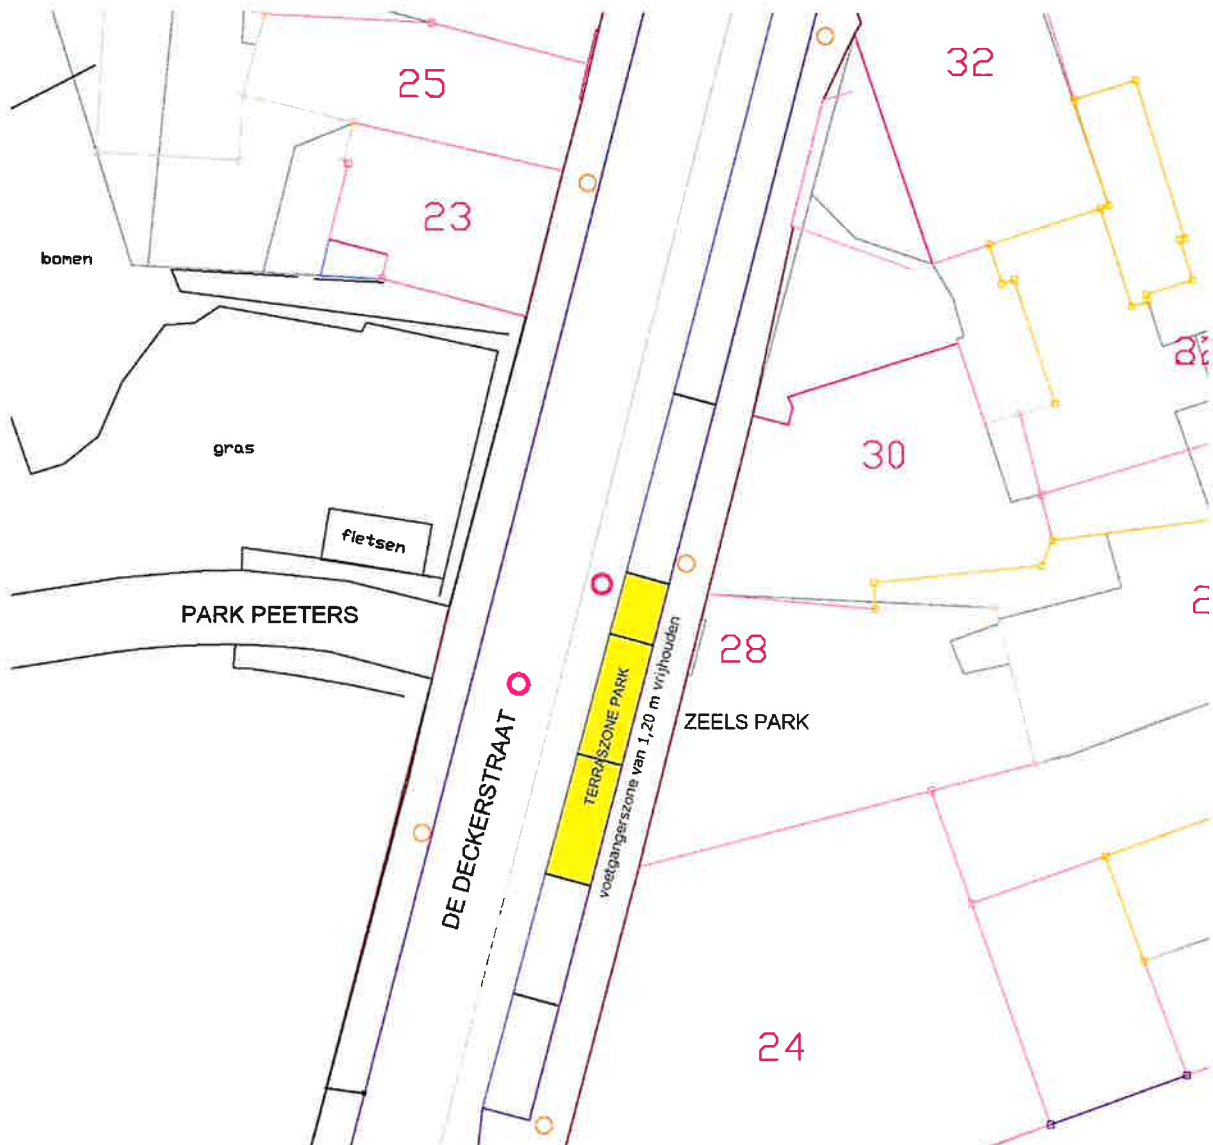 25
32
23
bomen
30
gras
fietsen
PARK PEETERS
28
ZEELS PARK
TERRASZONE PARK
voetgangerszone van 1,20 m vrijhouden
DE DECKERSTRAAT
24